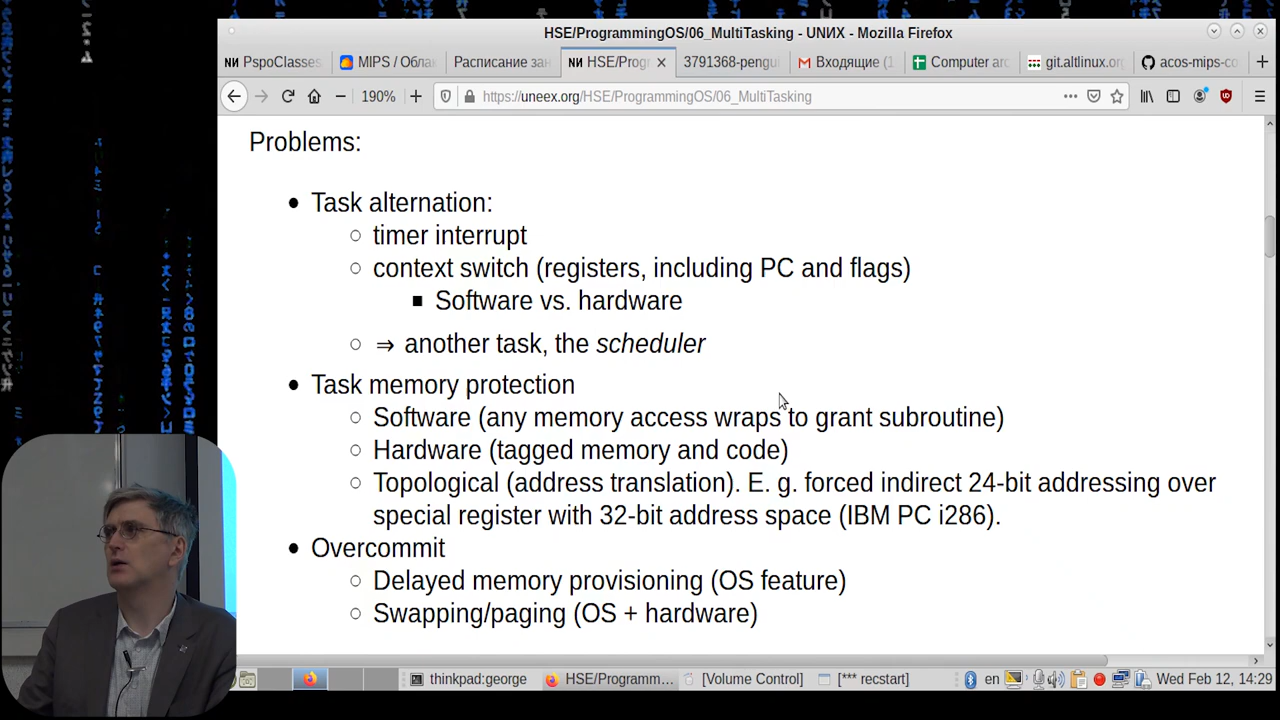 HSE/ProgrammingOS/06_MultiTasking - UNИX - Mozilla Firefox
ИИ PspoClasses
MIPS / Обла
Расписание зан
ИИ HSE/Prog
3791368-pengu
Входящие (1
Computer arc
git.altlinux.org
acos-mips-co
190%
https://uneex.org/HSE/ProgrammingOS/06_MultiTasking
Problems:
• Task alternation:
○ timer interrupt
○ context switch (registers, including PC and flags)
■ Software vs. hardware
○ ⇒ another task, the scheduler
• Task memory protection
○ Software (any memory access wraps to grant subroutine)
○ Hardware (tagged memory and code)
○ Topological (address translation). E. g. forced indirect 24-bit addressing over
special register with 32-bit address space (IBM PC i286).
• Overcommit
○ Delayed memory provisioning (OS feature)
○ Swapping/paging (OS + hardware)
thinkpad:george
HSE/Programm...
[Volume Control]
[*** recstart]
en
Wed Feb 12, 14:29